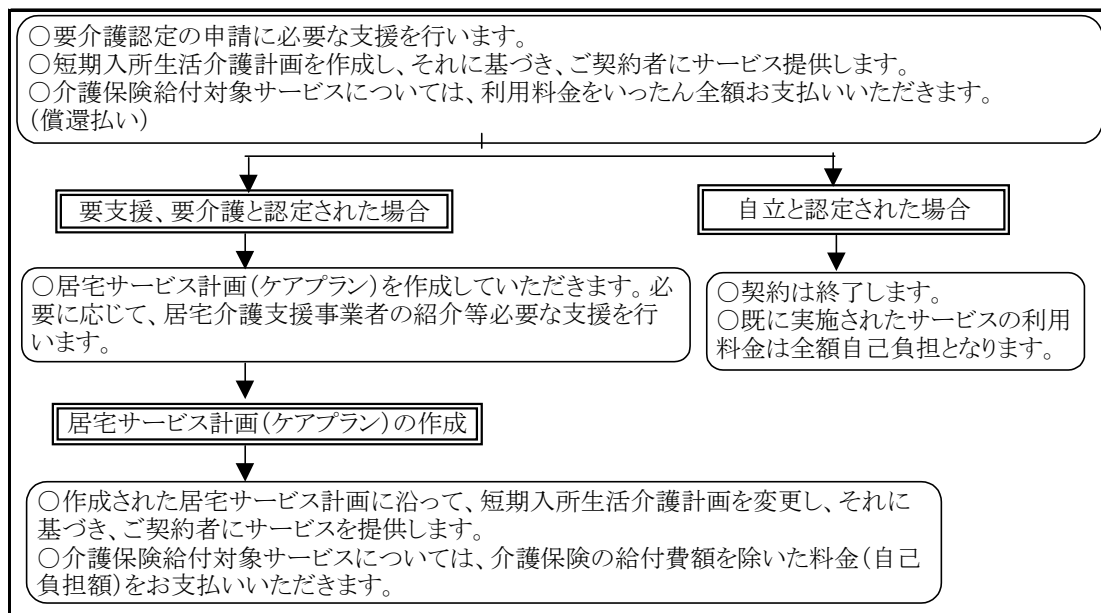 ○要介護認定の申請に必要な支援を行います。
○短期入所生活介護計画を作成し、それに基づき、ご契約者にサービス提供します。
○介護保険給付対象サービスについては、利用料金をいったん全額お支払いいただきます。
(償還払い)
要支援、要介護と認定された場合
自立と認定された場合
○居宅サービス計画(ケアプラン)を作成していただきます。必
要に応じて、居宅介護支援事業者の紹介等必要な支援を行
います。
○契約は終了します。
○既に実施されたサービスの利用
料金は全額自己負担となります。
居宅サービス計画(ケアプラン)の作成
○作成された居宅サービス計画に沿って、短期入所生活介護計画を変更し、それに
基づき、ご契約者にサービスを提供します。
○介護保険給付対象サービスについては、介護保険の給付費額を除いた料金(自己
負担額)をお支払いいただきます。